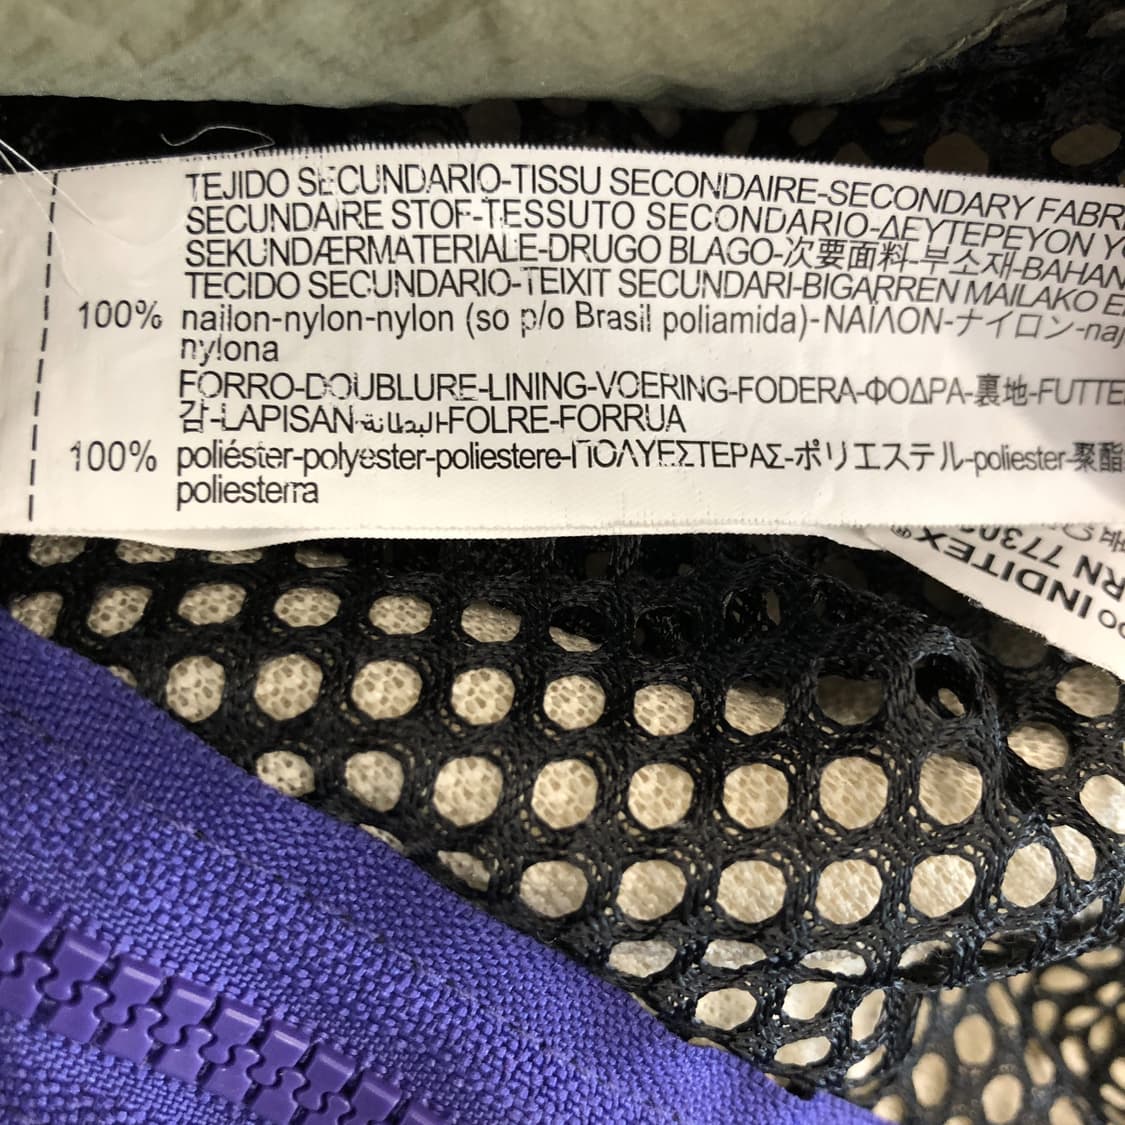 TEJIDO SECUNDARIO-TISSU SECONDAIRE-SECONDARY FABR
SECUNDAIRE STOF-TESSUTO SECONDARIO-ΔΕΥΤΕΡΕΥΟΝ
SEKUNDÆRMATERIALE-DRUGO BLAGO-次要面料-부소재-BAHAN
TECIDO SECUNDARIO-TEIXIT SECUNDARI-BIGARREN MAILAKO
100% nailon-nylon-nylon (so p/o Brasil poliamida)-ΝΑΪΛΟΝ-ナイロン-naj
nylona
FORRO-DOUBLURE-LINING-VOERING-FODERA-ΦΟΔΡΑ-裏地-FUTTE
감-LAPISAN-البطانة-FOLRE-FORRUA
100% poliéster-polyester-poliestere-ΠΟΛΥΕΣΤΕΡΑΣ-ポリエステル-poliester-聚酯
poliesterra
INDITEX®
RN 7730